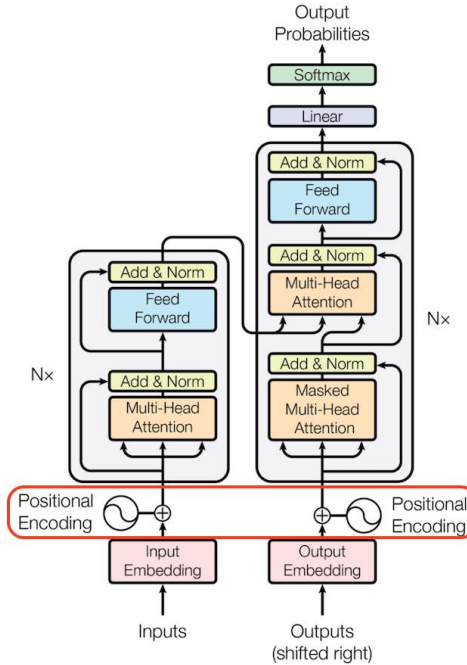 Output
Probabilities
Softmax
Linear
Add & Norm
Feed
Forward
Add & Norm
Multi-Head
Attention
Nx
Add & Norm
Masked
Multi-Head
Attention
Add & Norm
Feed
Forward
Nx
Add & Norm
Multi-Head
Attention
Positional
Encoding
Positional
Encoding
Input
Embedding
Output
Embedding
Inputs
Outputs
(shifted right)